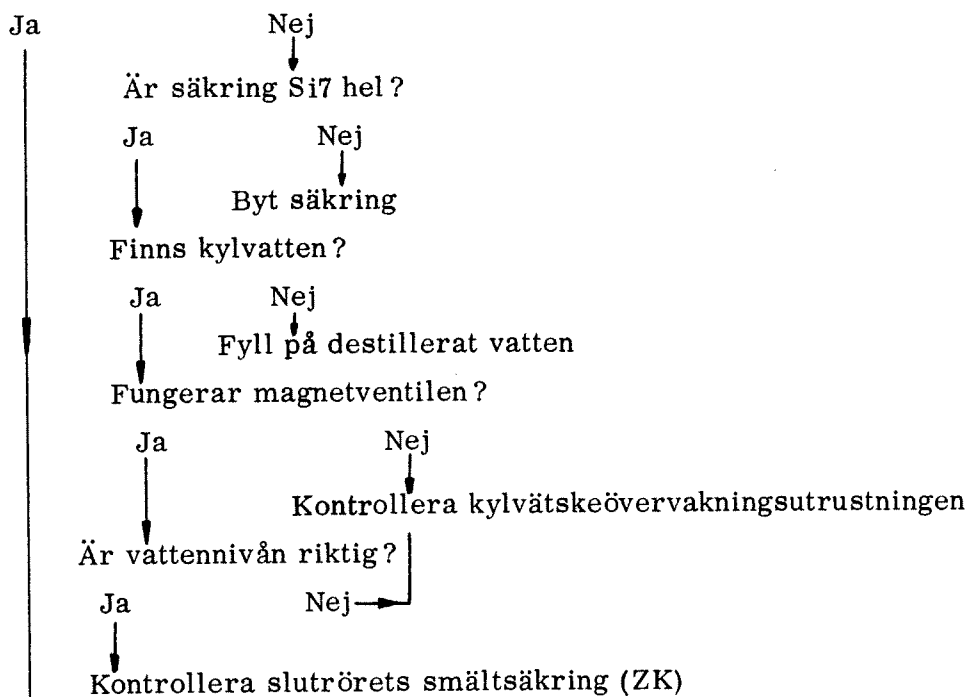 Ja Nej
Är säkring Si7 hel?
Ja Nej
Byt säkring
Finns kylvatten?
Ja Nej
Fyll på destillerat vatten
Fungerar magnetventilen?
Ja Nej
Kontrollera kylvätskeövervakningsutrustningen
Är vattennivån riktig?
Ja Nej
Kontrollera slutrörets smältsäkring (ZK)